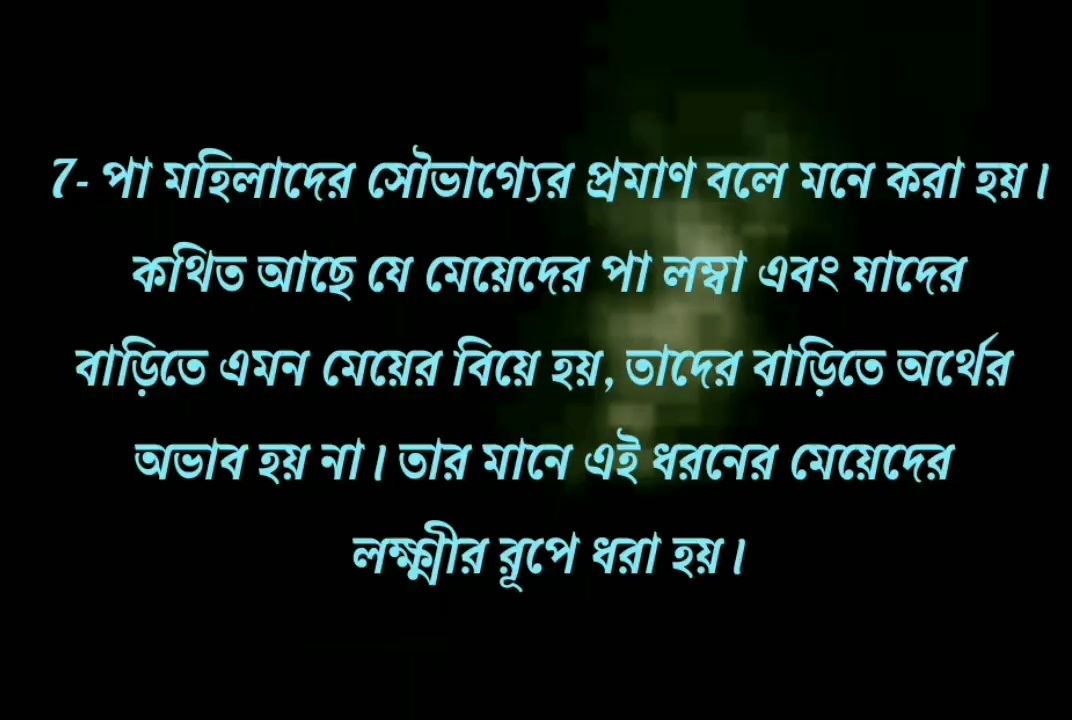 7- পা মহিলাদের সৌভাগ্যের প্রমাণ বলে মনে করা হয়।
কথিত আছে যে মেয়েদের পা লম্বা এবং যাদের
বাড়িতে এমন মেয়ের বিয়ে হয়, তাদের বাড়িতে অর্থের
অভাব হয় না। তার মানে এই ধরনের মেয়েদের
লক্ষ্মীর রূপে ধরা হয়।